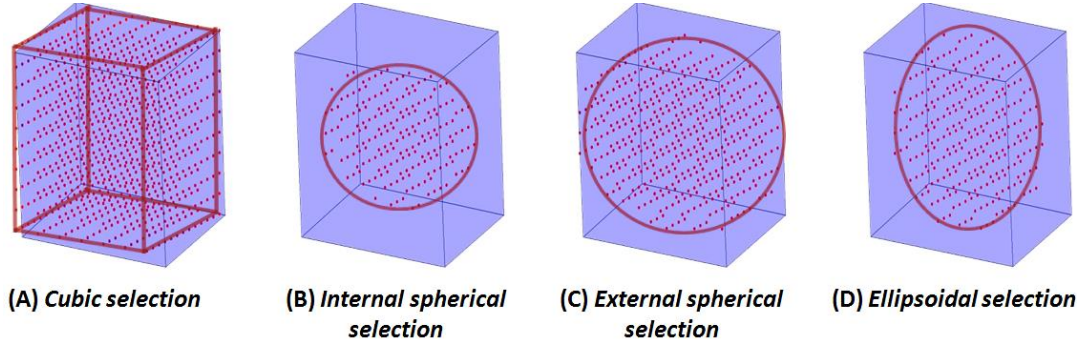 (A) Cubic selection
(B) Internal spherical
selection
(C) External spherical
selection
(D) Ellipsoidal selection